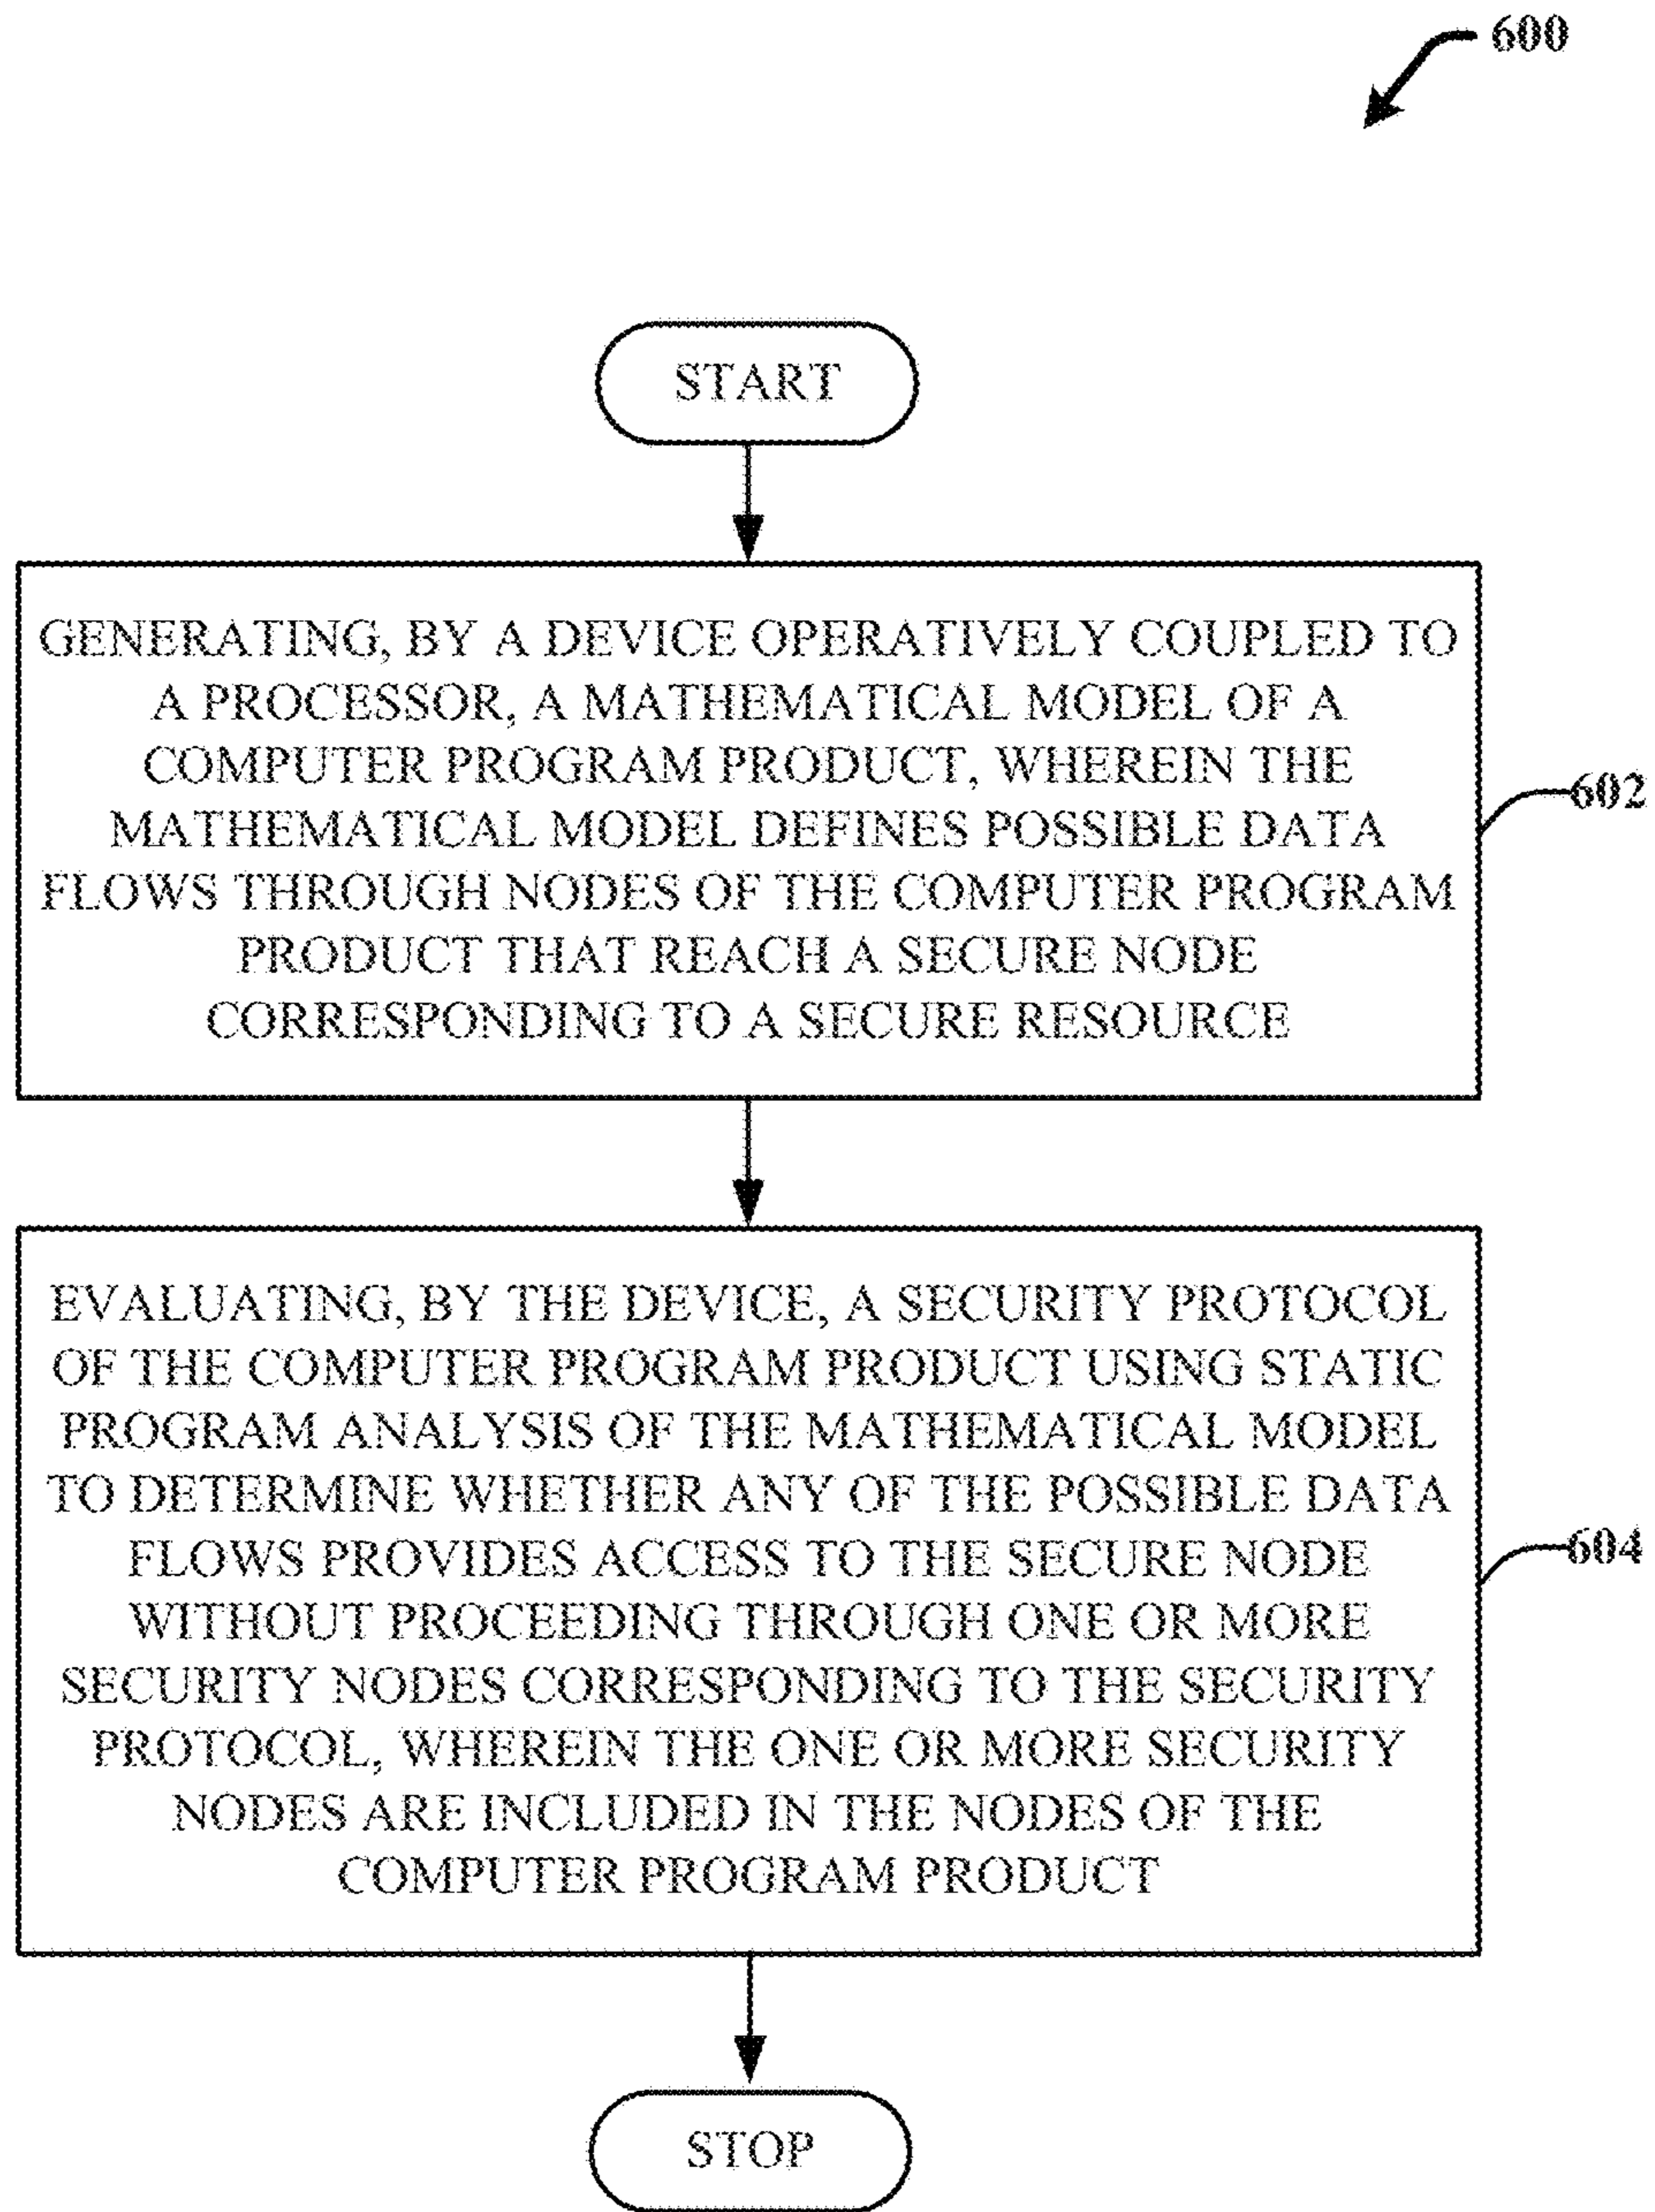 600
START
GENERATING, BY A DEVICE OPERATIVELY COUPLED TO
A PROCESSOR, A MATHEMATICAL MODEL OF A
COMPUTER PROGRAM PRODUCT, WHEREIN THE
MATHEMATICAL MODEL DEFINES POSSIBLE DATA
FLOWS THROUGH NODES OF THE COMPUTER PROGRAM
PRODUCT THAT REACH A SECURE NODE
CORRESPONDING TO A SECURE RESOURCE
602
EVALUATING, BY THE DEVICE, A SECURITY PROTOCOL
OF THE COMPUTER PROGRAM PRODUCT USING STATIC
PROGRAM ANALYSIS OF THE MATHEMATICAL MODEL
TO DETERMINE WHETHER ANY OF THE POSSIBLE DATA
FLOWS PROVIDES ACCESS TO THE SECURE NODE
WITHOUT PROCEEDING THROUGH ONE OR MORE
SECURITY NODES CORRESPONDING TO THE SECURITY
PROTOCOL, WHEREIN THE ONE OR MORE SECURITY
NODES ARE INCLUDED IN THE NODES OF THE
COMPUTER PROGRAM PRODUCT
604
STOP